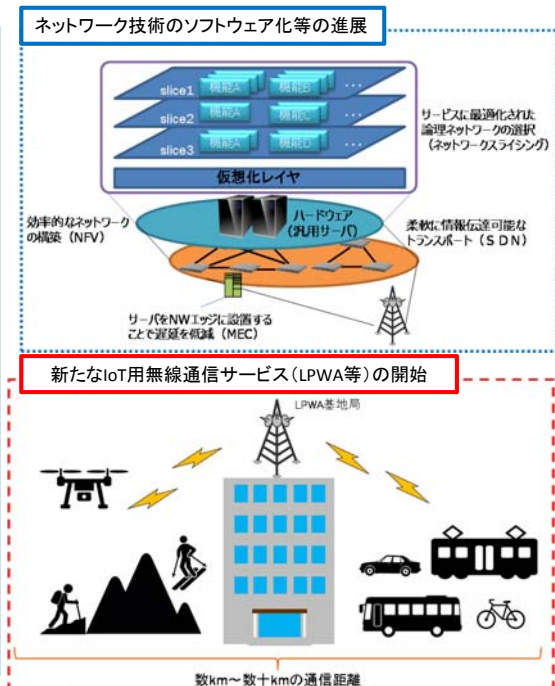 ネットワーク技術のソフトウェア化等の進展
slice1 機能A 機能B ・・・
slice2 機能A 機能C ・・・
slice3 機能A 機能D ・・・
仮想化レイヤ
サービスに最適化された
論理ネットワークの選択
（ネットワークスライシング）
効率的なネットワーク
の構築（NFV）
ハードウェア
（汎用サーバ）
柔軟に情報伝達可能な
トランスポート（ＳＤＮ）
サーバをNWエッジに設置する
ことで遅延を低減（MEC）
新たなIoT用無線通信サービス（LPWA等）の開始
LPWA基地局
数km～数十kmの通信距離